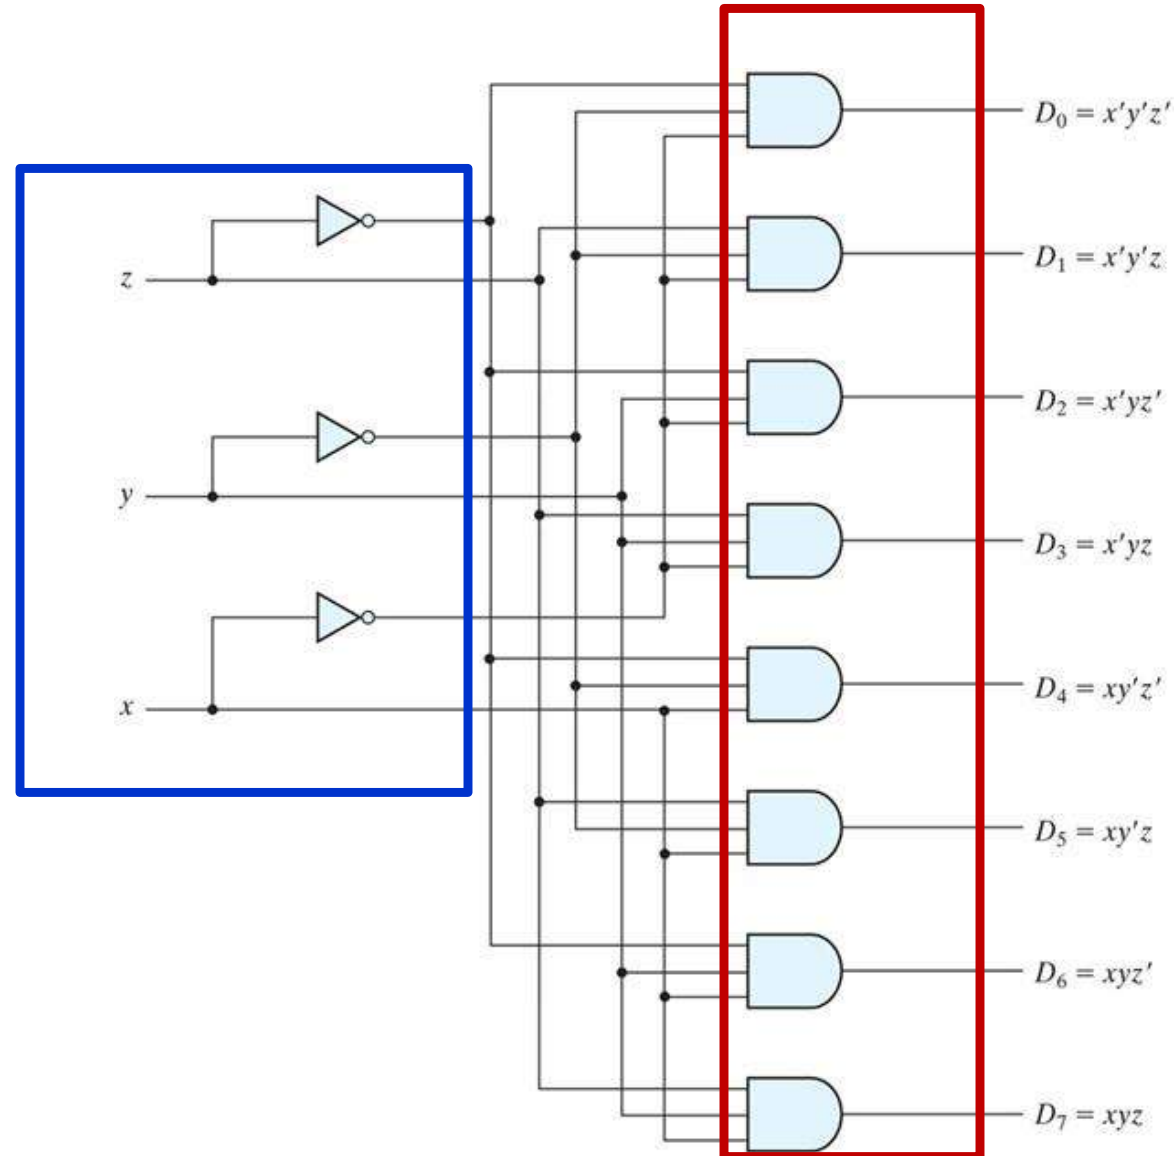 D₀ = x′y′z′
z
D₁ = x′y′z
D₂ = x′yz′
y
D₃ = x′yz
x
D₄ = xy′z′
D₅ = xy′z
D₆ = xyz′
D₇ = xyz